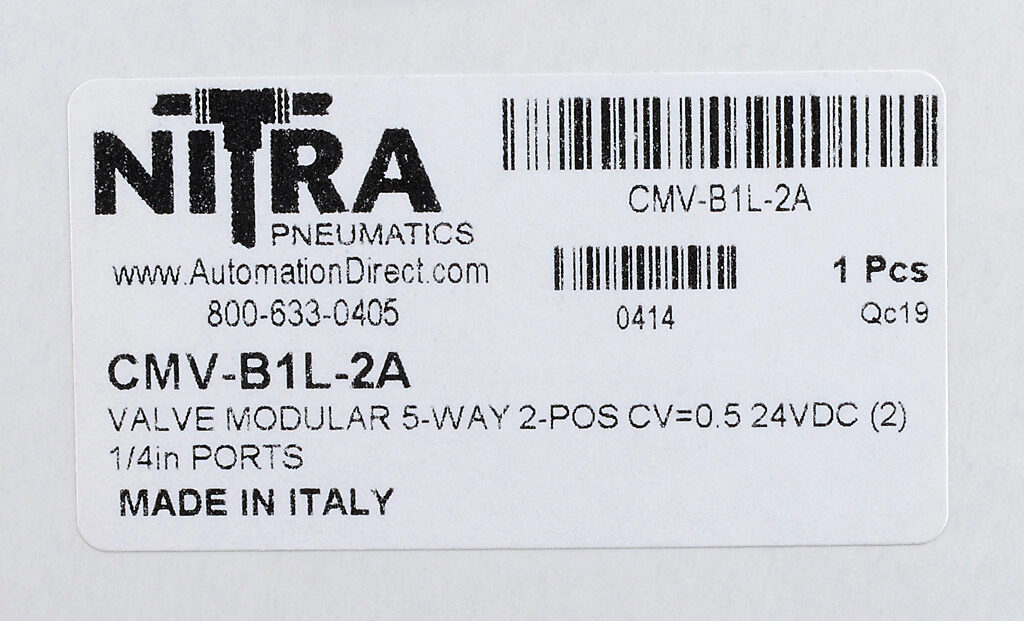 NITRA
PNEUMATICS
www.AutomationDirect.com
800-633-0405
CMV-B1L-2A
0414
1 Pcs
Qc19
CMV-B1L-2A
VALVE MODULAR 5-WAY 2-POS CV=0.5 24VDC (2)
1/4in PORTS
MADE IN ITALY